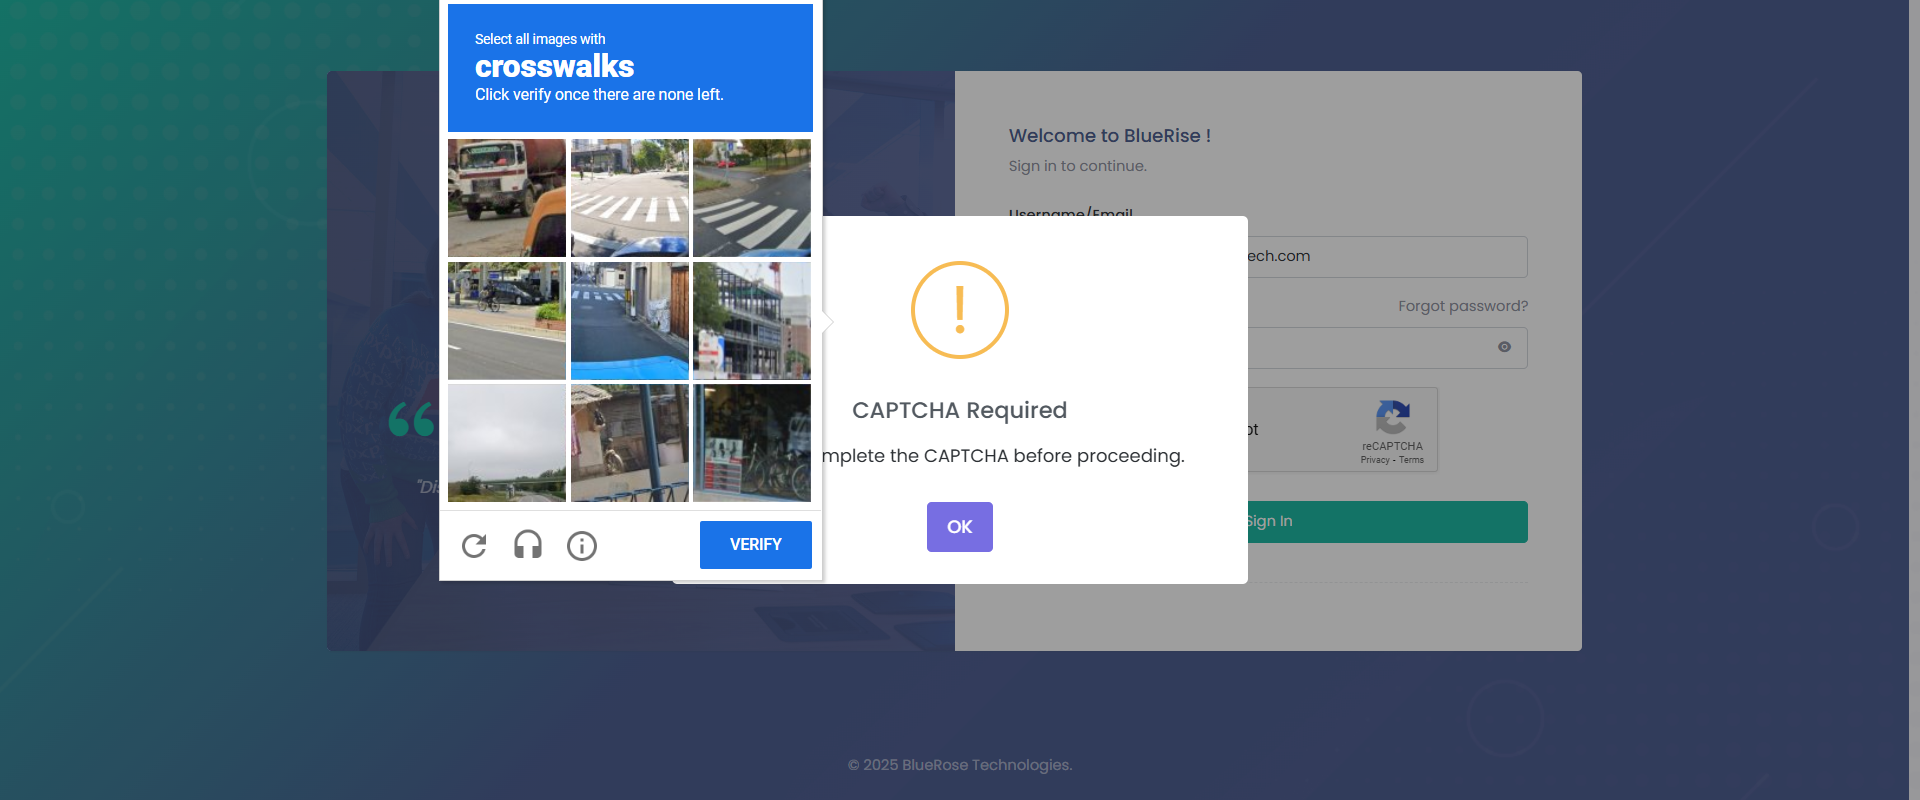 Select all images with
crosswalks
Click verify once there are none left.
VERIFY
Welcome to BlueRise !
Sign in to continue.
Username/Email
ech.com
Forgot password?
CAPTCHA Required
mplete the CAPTCHA before proceeding.
OK
reCAPTCHA
Privacy - Terms
Sign In
© 2025 BlueRose Technologies.